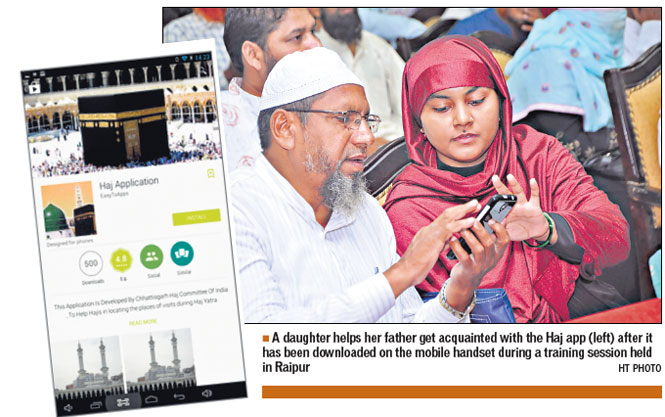 14:23
Haj Application
EasyToApps
INSTALL
Designed for phones
500
4.6
Downloads
Social
Similar
This Application Is Developed By Chhattisgarh Haj Committee Of India
, To Help Hajis in locating the places of visits during Haj Yatra
READ MORE
A daughter helps her father get acquainted with the Haj app (left) after it
has been downloaded on the mobile handset during a training session held
in Raipur
HT PHOTO